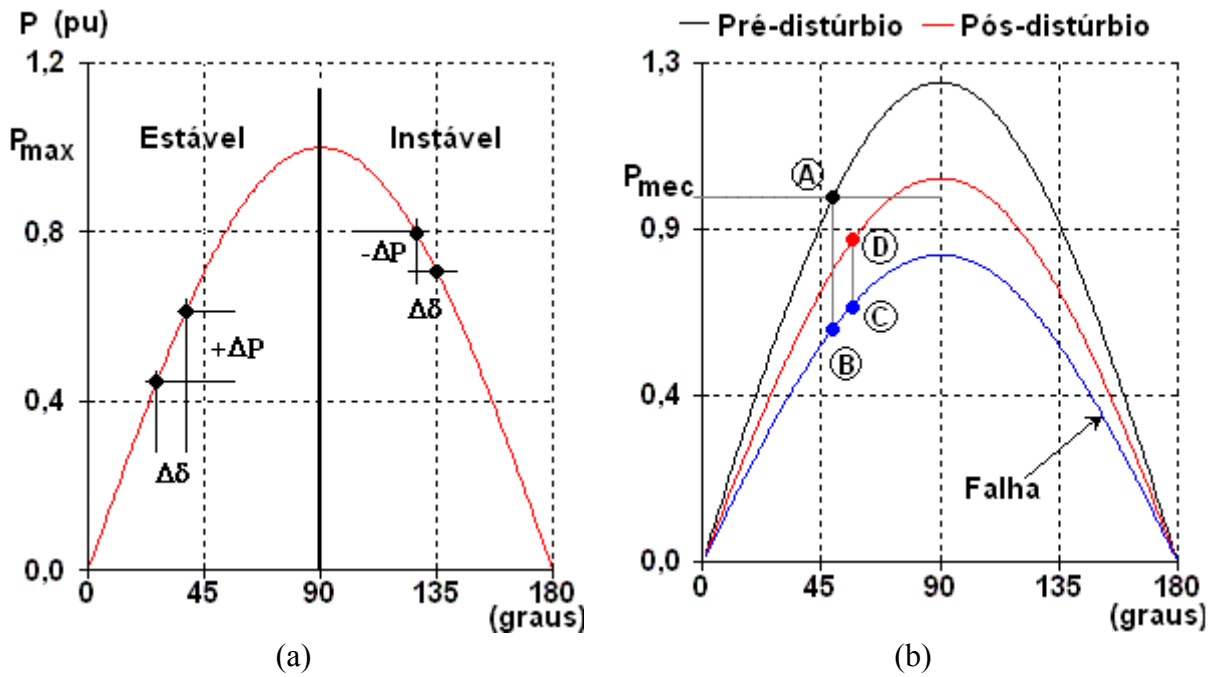 P (pu)
1,2
P max
0,8
0,4
0,0
Estável
Instável
+ΔP
-ΔP
Δδ
Δδ
0 45 90 135 180
(graus)
(a)
Pré-distúrbio Pós-distúrbio
1,3
P mec
0,9
0,4
0,0
A
D
C
B
Falha
0 45 90 135 180
(graus)
(b)